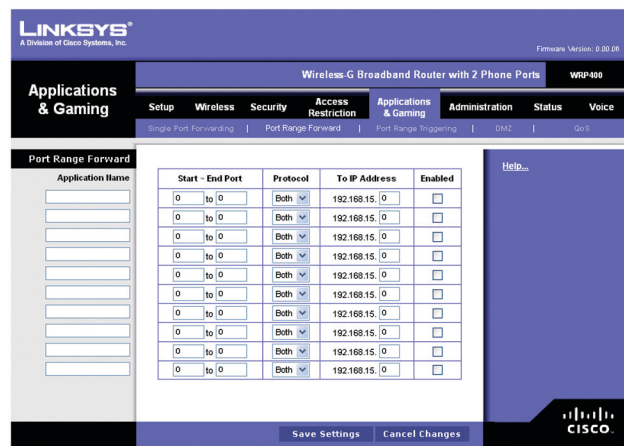 LINKSYS®
A Division of Cisco Systems, Inc.
Firmware Version: 0.00.06
Wireless-G Broadband Router with 2 Phone Ports WRP400
Applications & Gaming
Setup Wireless Security Access Restriction Applications & Gaming Administration Status Voice
Single Port Forwarding | Port Range Forward | Port Range Triggering | DMZ | QoS
Port Range Forward
Help...
Application Name
Start ~ End Port Protocol To IP Address Enabled
0 to 0 Both 192.168.15. 0
0 to 0 Both 192.168.15. 0
0 to 0 Both 192.168.15. 0
0 to 0 Both 192.168.15. 0
0 to 0 Both 192.168.15. 0
0 to 0 Both 192.168.15. 0
0 to 0 Both 192.168.15. 0
0 to 0 Both 192.168.15. 0
0 to 0 Both 192.168.15. 0
0 to 0 Both 192.168.15. 0
Save Settings Cancel Changes
CISCO